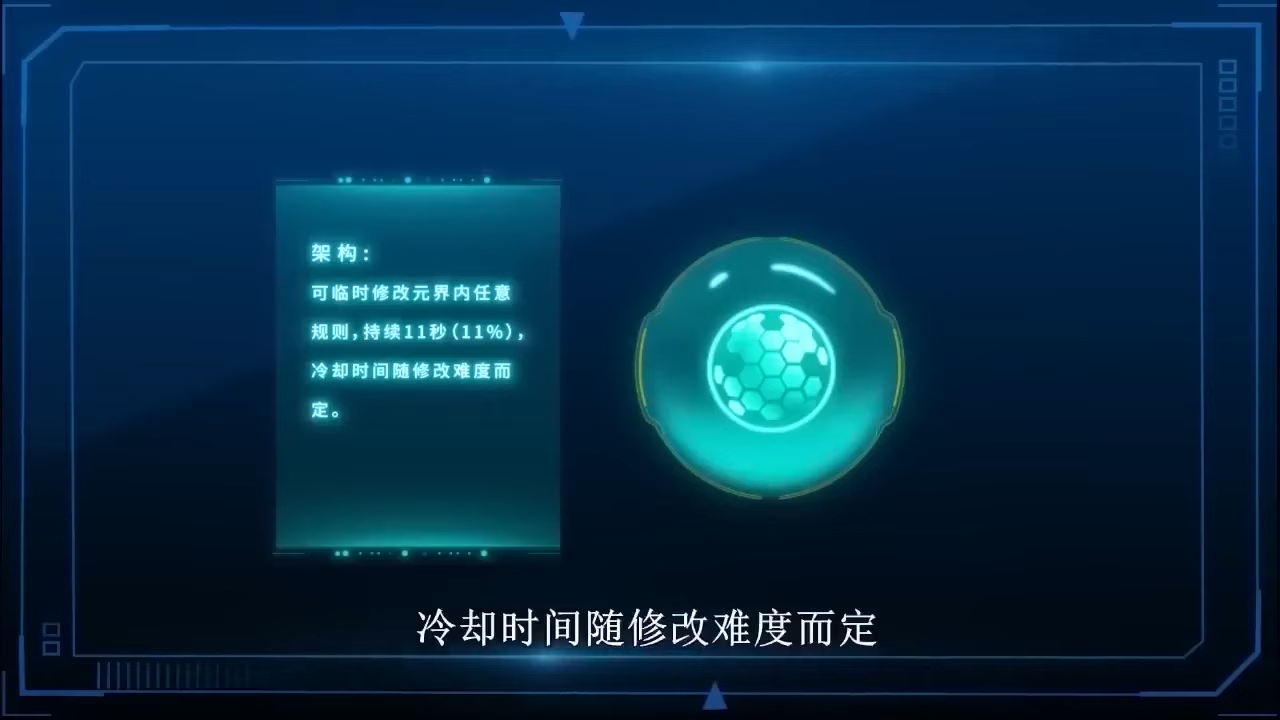 架构：
可临时修改元界内任意
规则，持续11秒（11%），
冷却时间随修改难度而
定。
冷却时间随修改难度而定